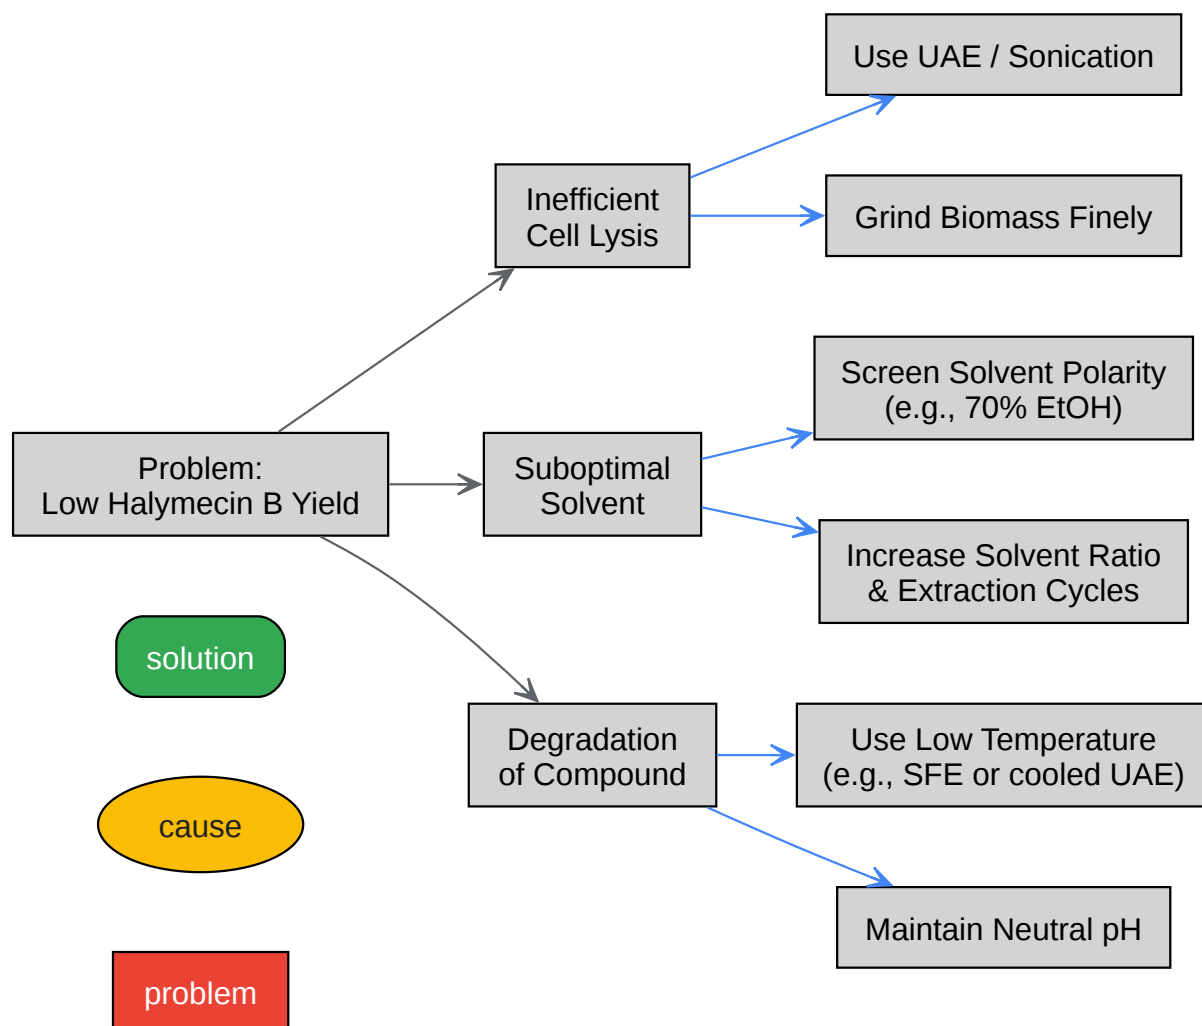 Use UAE / Sonication
Inefficient
Cell Lysis
Grind Biomass Finely
Screen Solvent Polarity
(e.g., 70% EtOH)
Problem:
Low Halymecin B Yield
Suboptimal
Solvent
Increase Solvent Ratio
& Extraction Cycles
solution
Degradation
of Compound
Use Low Temperature
(e.g., SFE or cooled UAE)
cause
Maintain Neutral pH
problem